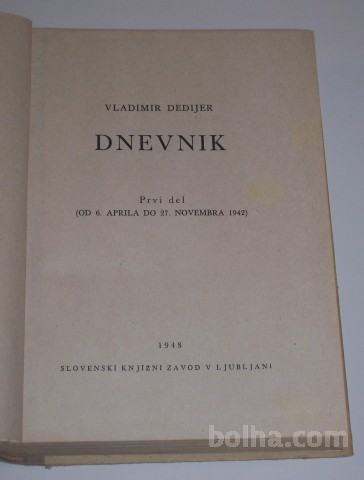 VLADIMIR DEDIJER
DNEVNIK
Prvi del
(OD 6. APRILA DO 27. NOVEMBRA 1942)
1948
SLOVENSKI KNJIŽNI ZAVOD V LJUBLJANI
bolha.com